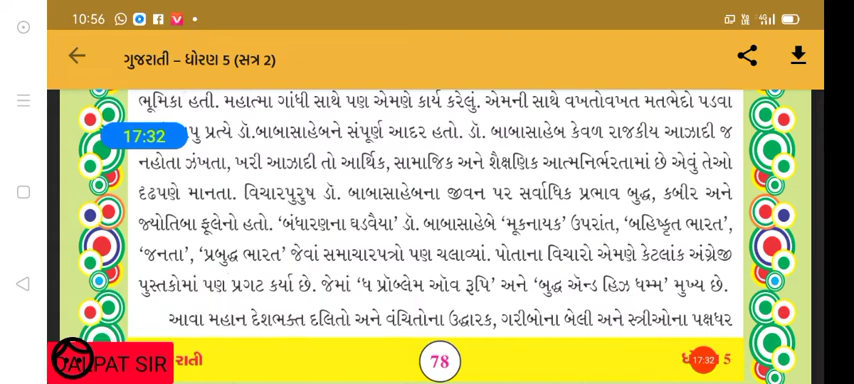 10:56
ગુજરાતી – ધોરણ 5 (સત્ર 2)
ભૂમિકા હતી. મહાત્મા ગાંધી સાથે પણ એમણે કાર્ય કરેલું. એમની સાથે વખતોવખત મતભેદો પડવા
પુ પ્રત્યે ડૉ.બાબાસાહેબને સંપૂર્ણ આદર હતો. ડૉ. બાબાસાહેબ કેવળ રાજકીય આઝાદી જ
17:32
નહોતા ઝંખતા, ખરી આઝાદી તો આર્થિક, સામાજિક અને શૈક્ષણિક આત્મનિર્ભરતામાં છે એવું તેઓ
દૃઢપણે માનતા. વિચારપુરુષ ડૉ. બાબાસાહેબના જીવન પર સર્વાધિક પ્રભાવ બુદ્ધ, કબીર અને
જ્યોતિબા ફૂલેનો હતો. ‘બંધારણના ઘડવૈયા’ ડૉ. બાબાસાહેબે ‘મૂકનાયક’ ઉપરાંત, ‘બહિષ્કૃત ભારત’,
‘જનતા’, ‘પ્રબુદ્ધ ભારત’ જેવાં સમાચારપત્રો પણ ચલાવ્યાં. પોતાના વિચારો એમણે કેટલાંક અંગ્રેજી
પુસ્તકોમાં પણ પ્રગટ કર્યા છે. જેમાં ‘ધ પ્રૉબ્લેમ ઑવ રૂપિ’ અને ‘બુદ્ધ ઍન્ડ હિઝ ધમ્મ’ મુખ્ય છે.
આવા મહાન દેશભક્ત દલિતો અને વંચિતોના ઉદ્ધારક, ગરીબોના બેલી અને સ્ત્રીઓના પક્ષધર
DALPAT SIR
રાતી
78
17:32
5